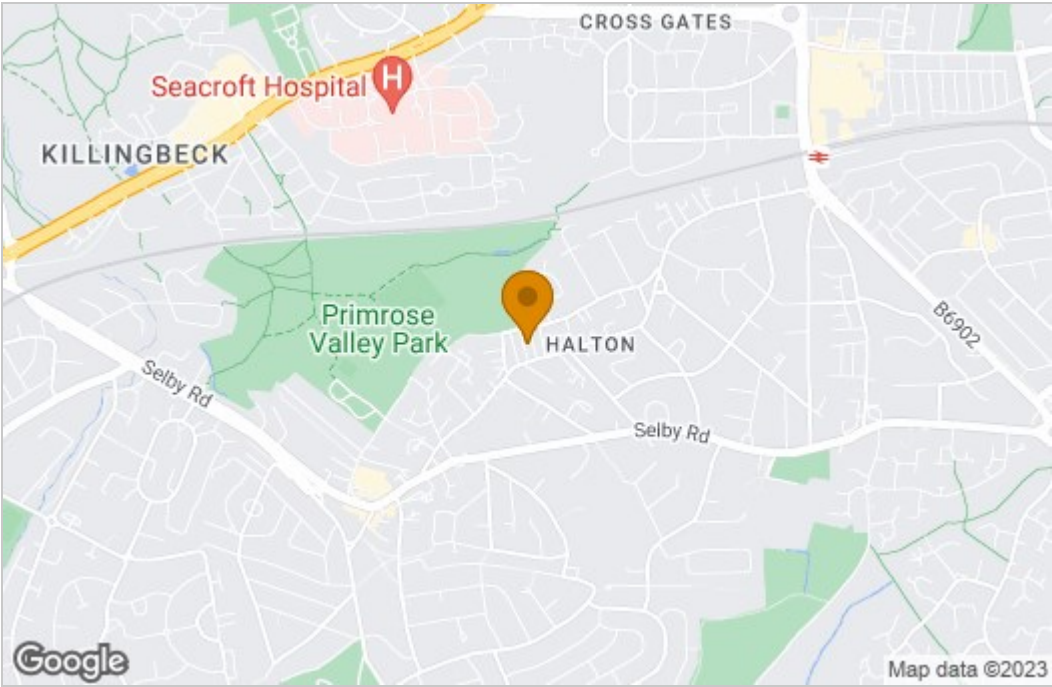 CROSS GATES
Seacroft Hospital
H
KILLINGBECK
Primrose
Valley Park
HALTON
B6902
Selby Rd
Selby Rd
Google
Map data ©2023